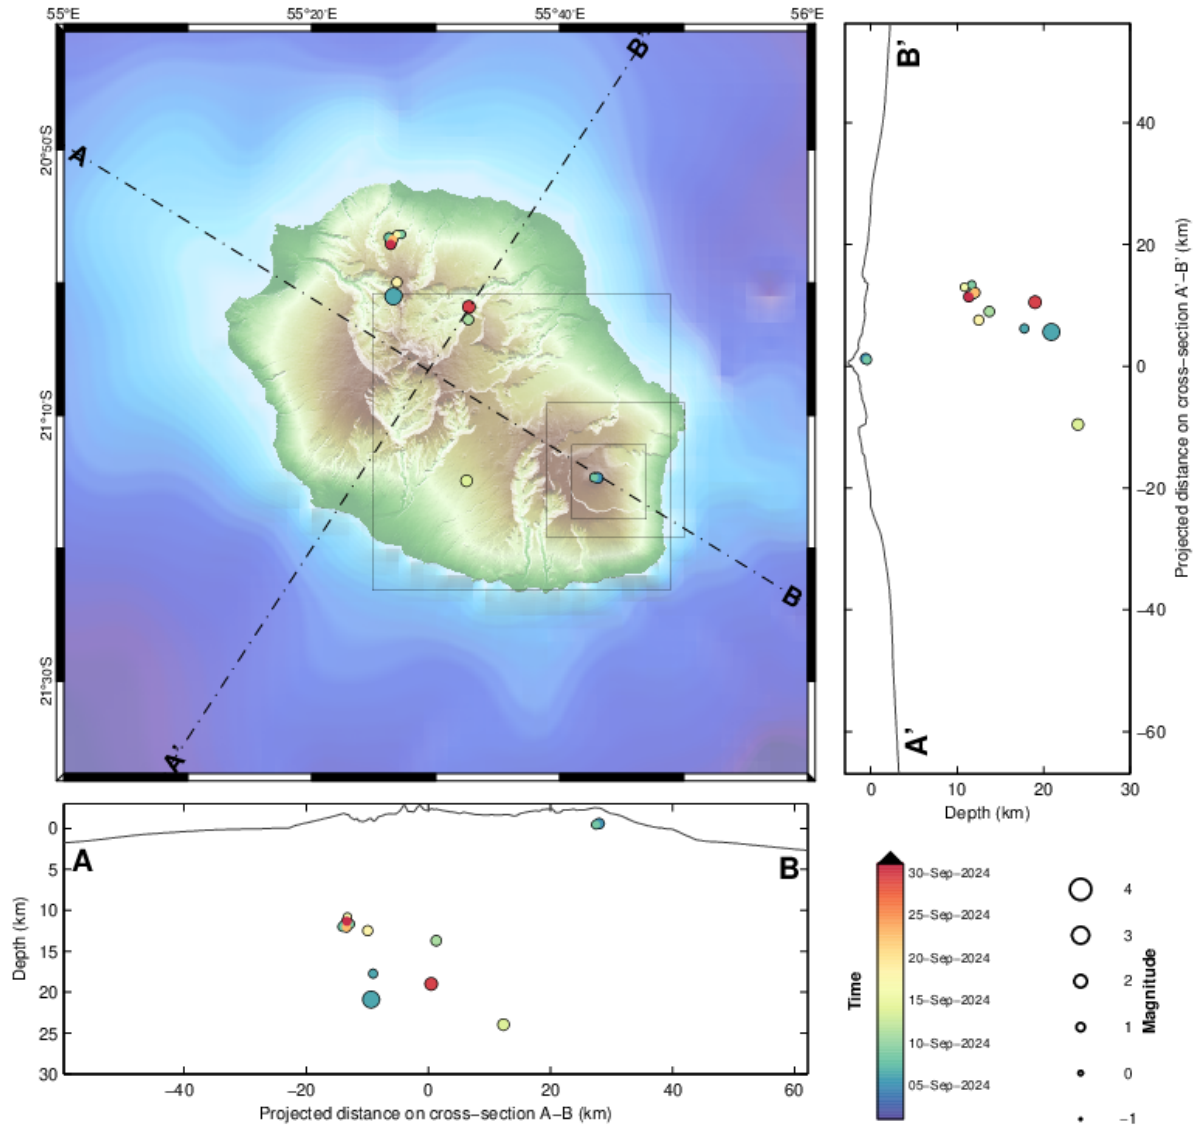 55°E 55°20'E 55°40'E 56°E
20°50'S
21°10'S
21°30'S
A
B'
A'
B
B'
A'
40
20
0
−20
−40
−60
Projected distance on cross−section A'−B' (km)
0 10 20 30
Depth (km)
A
B
0
5
10
15
20
25
30
Depth (km)
−40 −20 0 20 40 60
Projected distance on cross−section A−B (km)
Time
30−Sep−2024
25−Sep−2024
20−Sep−2024
15−Sep−2024
10−Sep−2024
05−Sep−2024
4
3
2
1
0
−1
Magnitude